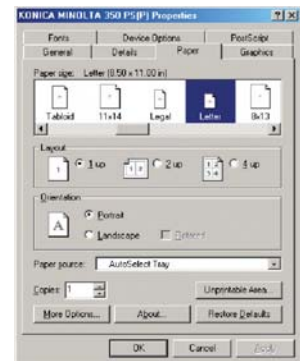 KONICA MINOLTA 350 PS(P) Properties
Fonts Device Options PostScript
General Details Paper Graphics
Paper size: Letter (8.50 x 11.00 in)
Tabloid 11x14 Legal Letter 8x13
Layout
1 up 2 up 4 up
Orientation
A Portrait
Landscape Rotated
Paper source: AutoSelect Tray
Copies: 1 Unprintable Area...
More Options... About... Restore Defaults
OK Cancel Apply